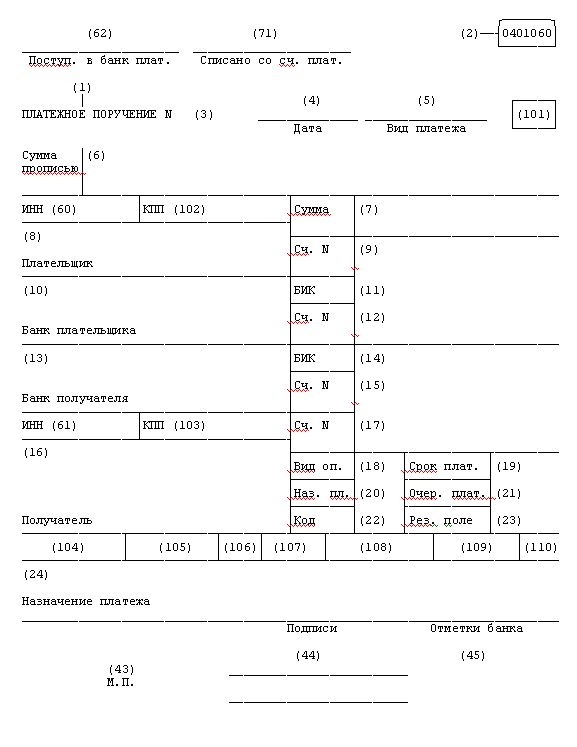 (62) (71) (2) 0401060
Поступ. в банк плат. Списано со сч. плат.
(1)
(4) (5)
ПЛАТЕЖНОЕ ПОРУЧЕНИЕ N (3) (101)
Дата Вид платежа
Сумма (6)
прописью
ИНН (60) КПП (102) Сумма (7)
(8)
Сч. N (9)
Плательщик
(10) БИК (11)
Сч. N (12)
Банк плательщика
(13) БИК (14)
Сч. N (15)
Банк получателя
ИНН (61) КПП (103) Сч. N (17)
(16)
Вид оп. (18) Срок плат. (19)
Наз. пл. (20) Очер. плат. (21)
Получатель Код (22) Рез. поле (23)
(104) (105) (106) (107) (108) (109) (110)
(24)
Назначение платежа
Подписи Отметки банка
(44) (45)
(43)
М.П.